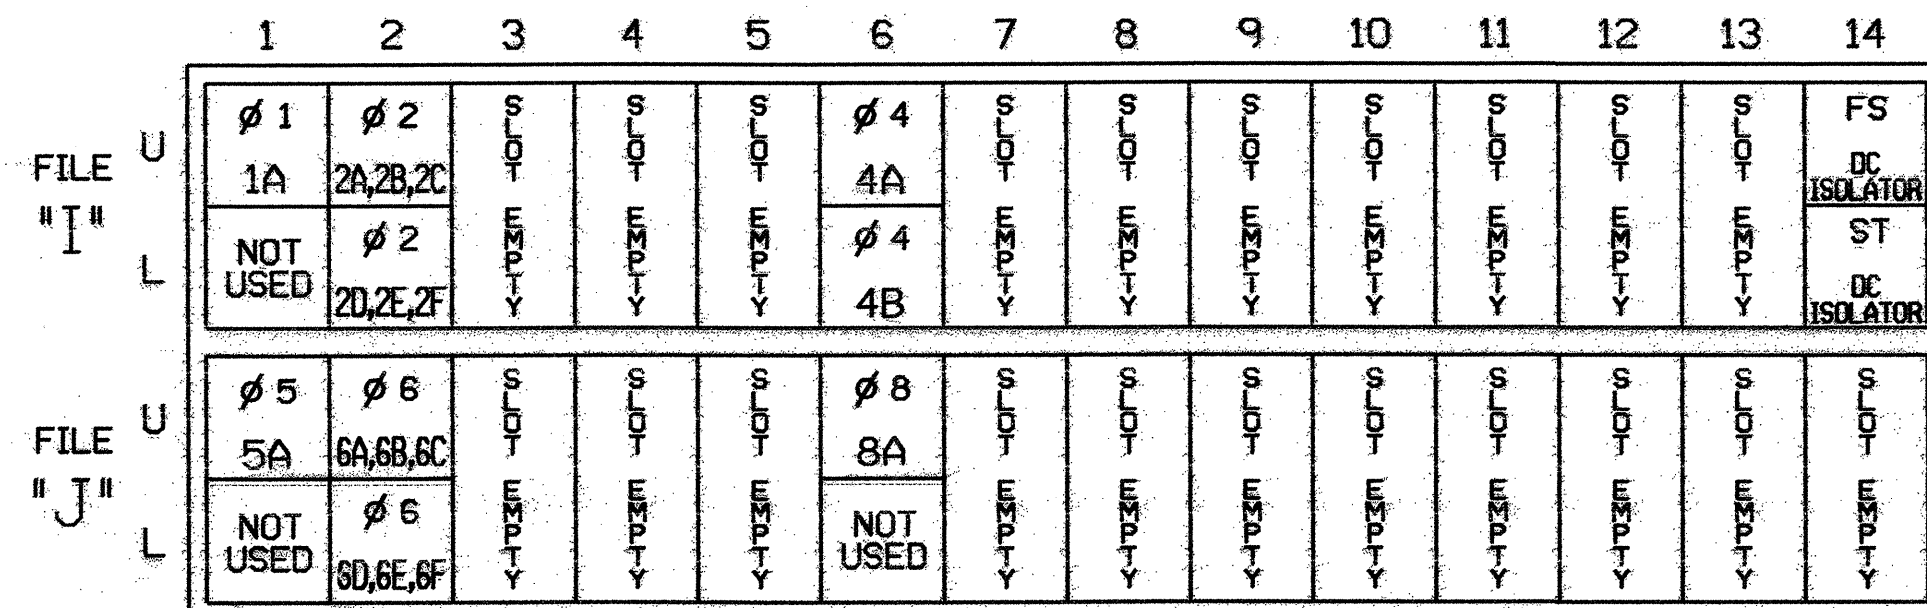 1 2 3 4 5 6 7 8 9 10 11 12 13 14
FILE "I"
U
L
ø 1
1A
ø 2
2A,2B,2C
SLOT EMPTY
SLOT EMPTY
SLOT EMPTY
ø 4
4A
SLOT EMPTY
SLOT EMPTY
SLOT EMPTY
SLOT EMPTY
SLOT EMPTY
SLOT EMPTY
SLOT EMPTY
FS
DC
ISOLATOR
NOT
USED
ø 2
2D,2E,2F
ø 4
4B
ST
DC
ISOLATOR
FILE "J"
U
L
ø 5
5A
ø 6
6A,6B,6C
SLOT EMPTY
SLOT EMPTY
SLOT EMPTY
ø 8
8A
SLOT EMPTY
SLOT EMPTY
SLOT EMPTY
SLOT EMPTY
SLOT EMPTY
SLOT EMPTY
SLOT EMPTY
SLOT EMPTY
NOT
USED
ø 6
6D,6E,6F
NOT
USED